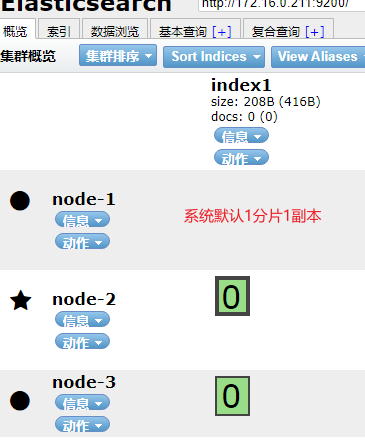 Elasticsearch
http://172.16.0.211:9200/
概览 索引 数据浏览 基本查询 [+] 复合查询 [+]
集群概览 集群排序 Sort Indices View Aliases
index1
size: 208B (416B)
docs: 0 (0)
信息
动作
node-1
信息
动作
系统默认1分片1副本
node-2
信息
动作
0
node-3
信息
动作
0